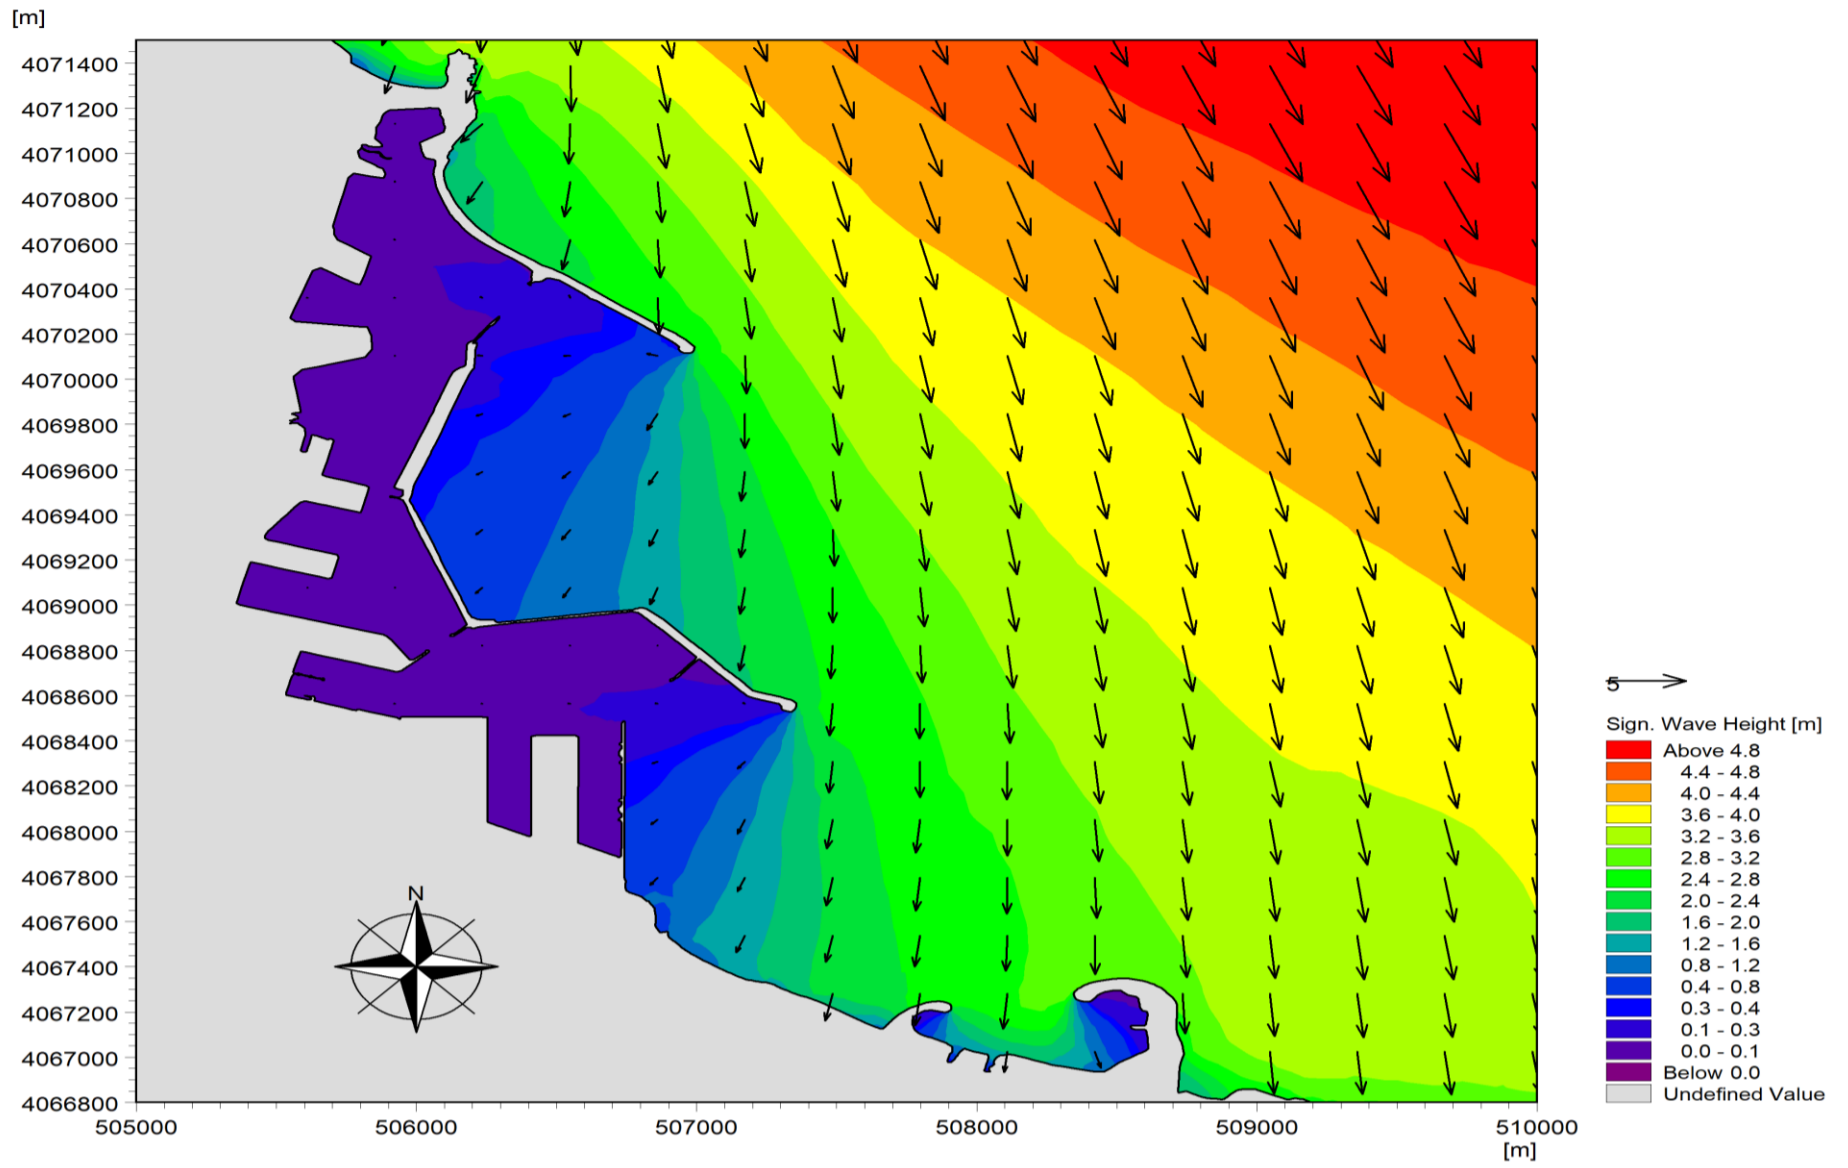 [m]
4071400
4071200
4071000
4070800
4070600
4070400
4070200
4070000
4069800
4069600
4069400
4069200
4069000
4068800
4068600
4068400
4068200
4068000
4067800
4067600
4067400
4067200
4067000
4066800
505000 506000 507000 508000 509000 510000
[m]
N
5
Sign. Wave Height [m]
Above 4.8
4.4 - 4.8
4.0 - 4.4
3.6 - 4.0
3.2 - 3.6
2.8 - 3.2
2.4 - 2.8
2.0 - 2.4
1.6 - 2.0
1.2 - 1.6
0.8 - 1.2
0.4 - 0.8
0.3 - 0.4
0.1 - 0.3
0.0 - 0.1
Below 0.0
Undefined Value